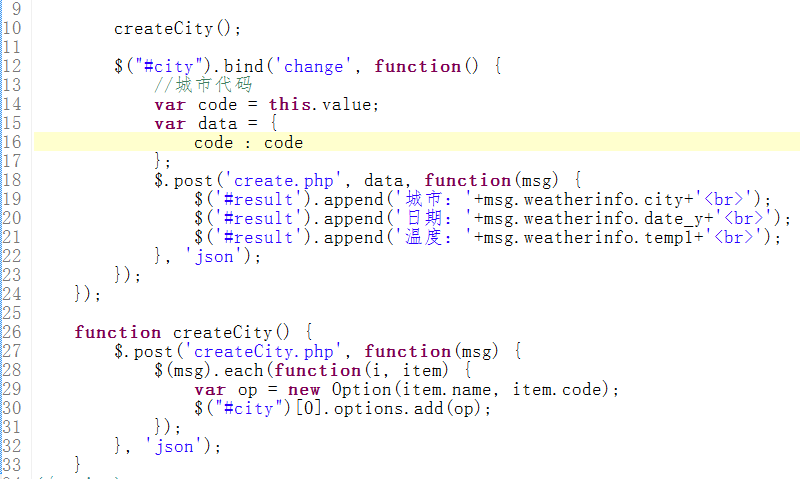 9
10 createCity();
11
12 $("#city").bind('change', function() {
13 //城市代码
14 var code = this.value;
15 var data = {
16 code : code
17 };
18 $.post('create.php', data, function(msg) {
19 $('#result').append('城市：'+msg.weatherinfo.city+'<br>');
20 $('#result').append('日期：'+msg.weatherinfo.date_y+'<br>');
21 $('#result').append('温度：'+msg.weatherinfo.templ+'<br>');
22 }, 'json');
23 });
24 });
25
26 function createCity() {
27 $.post('createCity.php', function(msg) {
28 $(msg).each(function(i, item) {
29 var op = new Option(item.name, item.code);
30 $("#city")[0].options.add(op);
31 });
32 }, 'json');
33 }